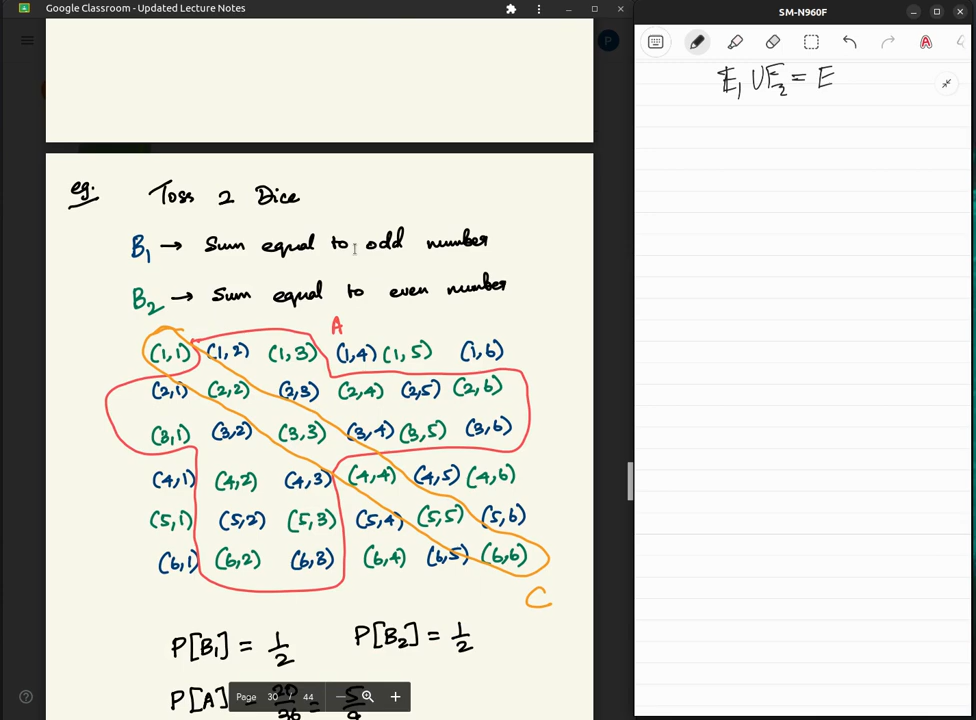 Google Classroom - Updated Lecture Notes
SM-N960F
P
E₁ ∪ E₂ = E
eg. Toss 2 Dice
B₁ → Sum equal to odd number
B₂ → Sum equal to even number
A
(1,1) (1,2) (1,3) (1,4) (1,5) (1,6)
(2,1) (2,2) (2,3) (2,4) (2,5) (2,6)
(3,1) (3,2) (3,3) (3,4) (3,5) (3,6)
(4,1) (4,2) (4,3) (4,4) (4,5) (4,6)
(5,1) (5,2) (5,3) (5,4) (5,5) (5,6)
(6,1) (6,2) (6,3) (6,4) (6,5) (6,6)
C
P[B₁] = 1/2 P[B₂] = 1/2
P[A] = 20/36 = 5/9
Page 30 / 44